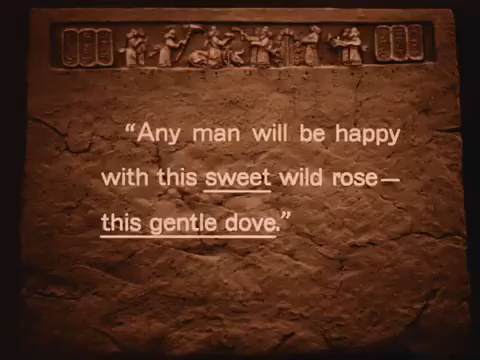 “Any man will be happy
with this sweet wild rose—
this gentle dove.”